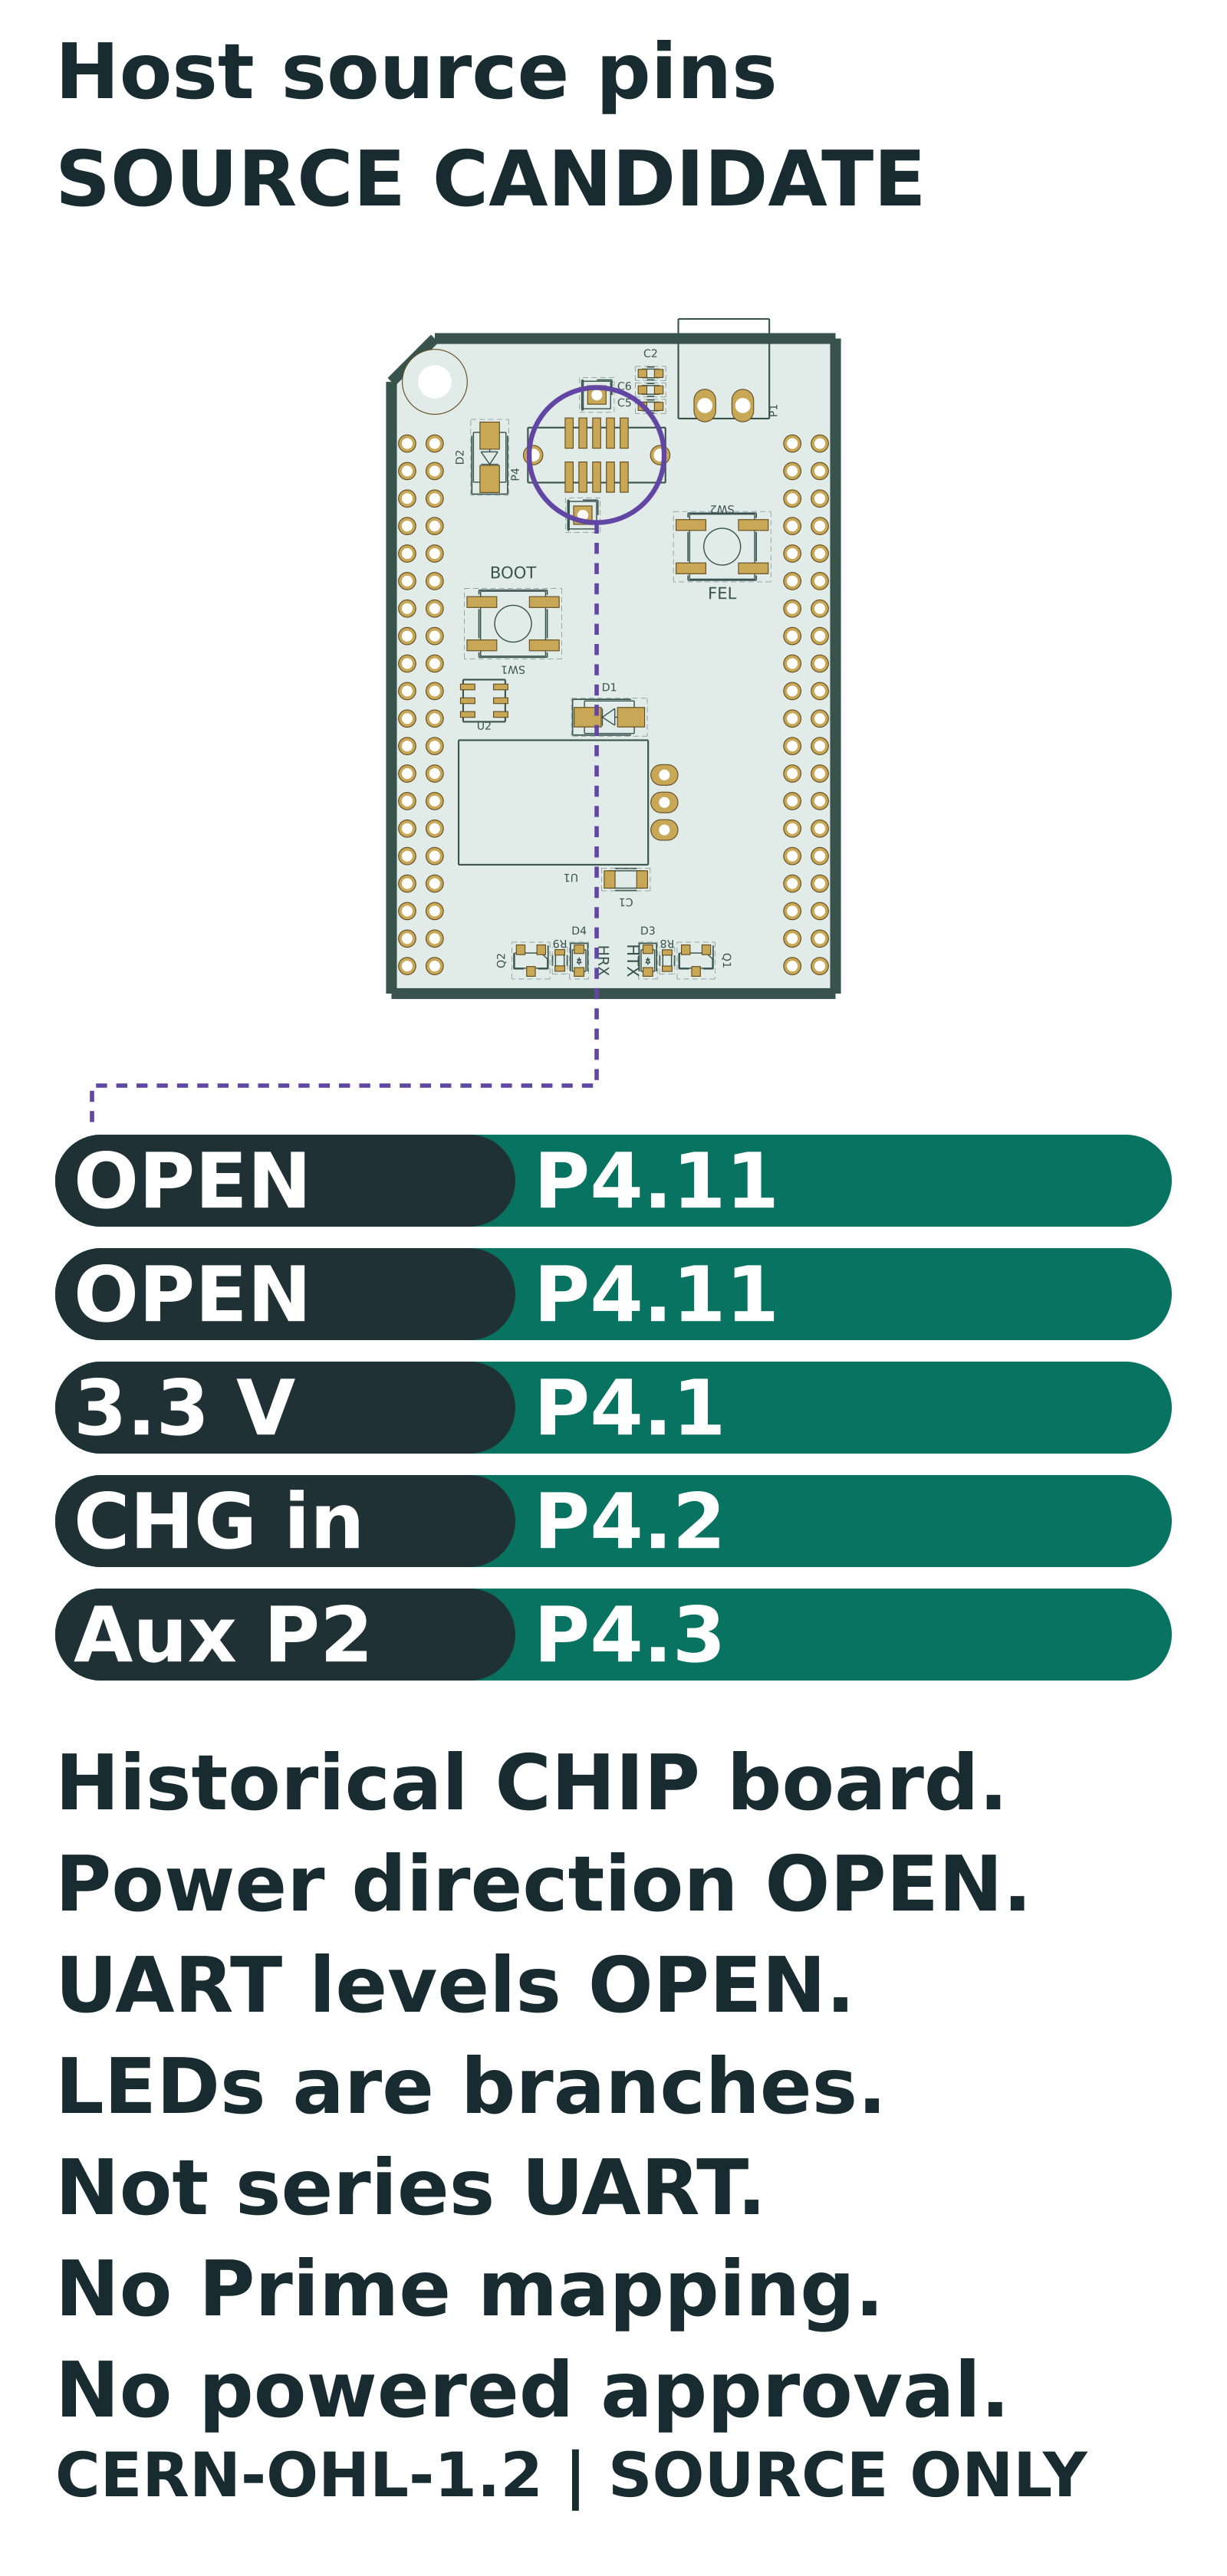 Host source pins
SOURCE CANDIDATE
C2
C6
C5
P1
D2
P4
SW2
BOOT
FEL
SW1
U2
D1
U1
C1
D4
D3
Q2
R9
HRX
HTX
R8
Q1
OPEN P4.11
OPEN P4.11
3.3 V P4.1
CHG in P4.2
Aux P2 P4.3
Historical CHIP board.
Power direction OPEN.
UART levels OPEN.
LEDs are branches.
Not series UART.
No Prime mapping.
No powered approval.
CERN-OHL-1.2 | SOURCE ONLY